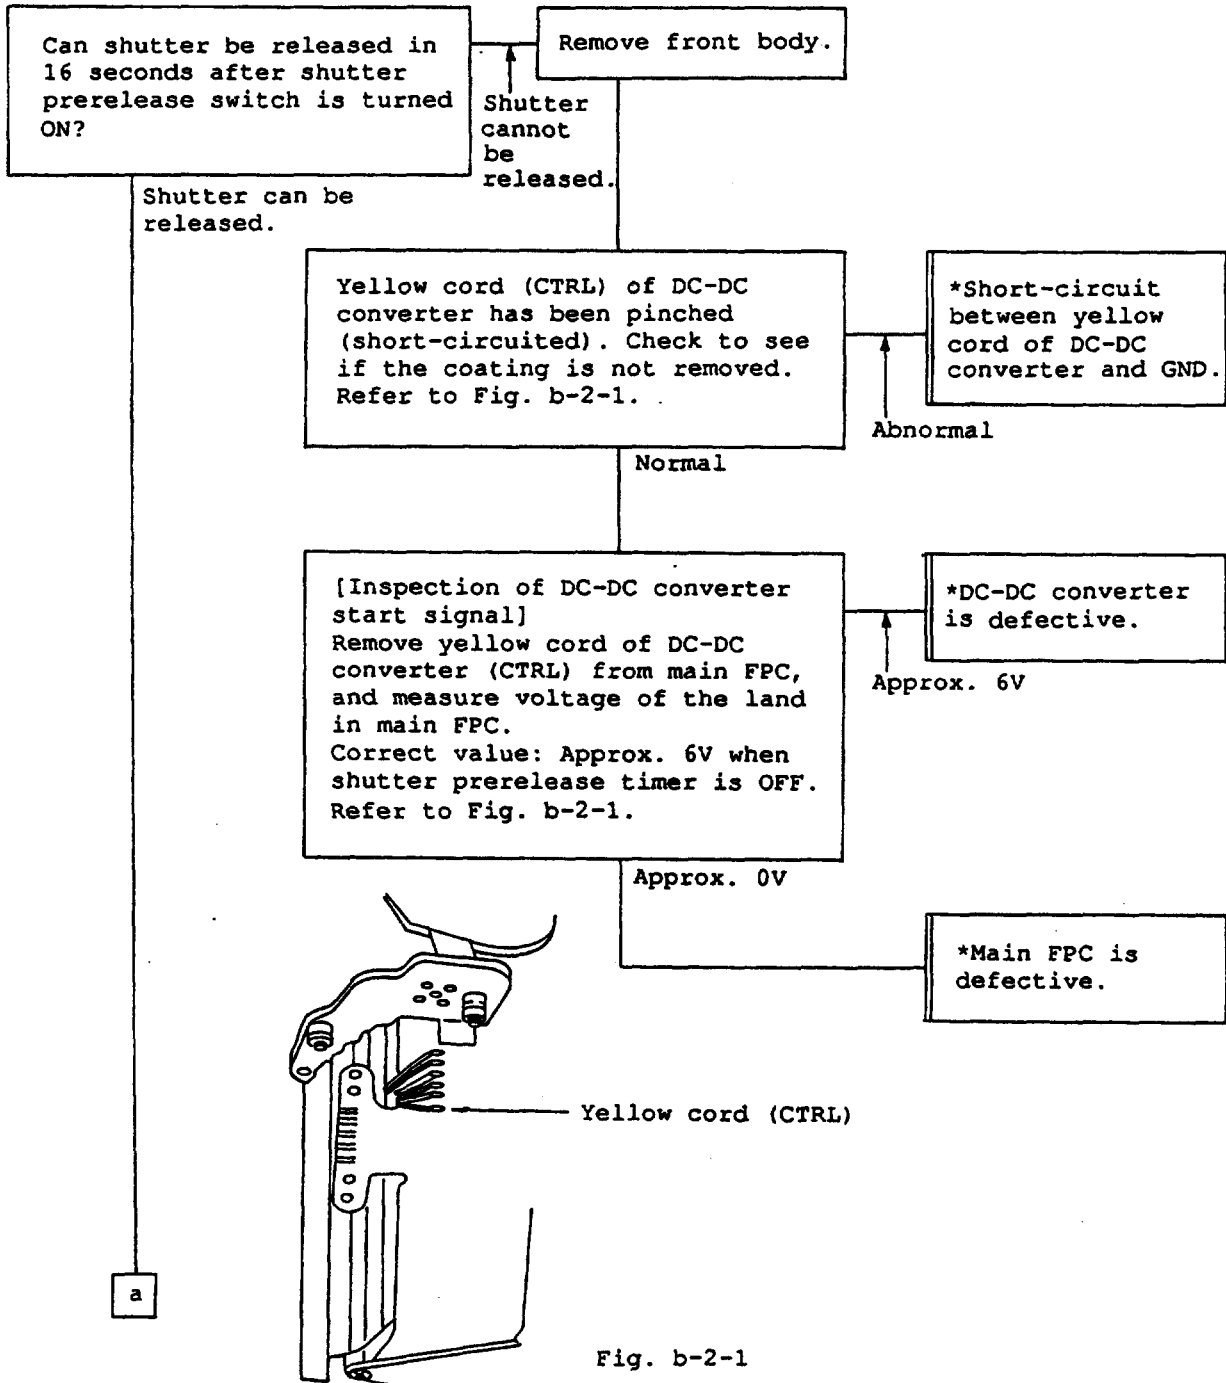 Can shutter be released in
16 seconds after shutter
prerelease switch is turned
ON?
Remove front body.
Shutter
cannot
be
released.
Shutter can be
released.
Yellow cord (CTRL) of DC-DC
converter has been pinched
(short-circuited). Check to see
if the coating is not removed.
Refer to Fig. b-2-1.
*Short-circuit
between yellow
cord of DC-DC
converter and GND.
Abnormal
Normal
[Inspection of DC-DC converter
start signal]
Remove yellow cord of DC-DC
converter (CTRL) from main FPC,
and measure voltage of the land
in main FPC.
Correct value: Approx. 6V when
shutter prerelease timer is OFF.
Refer to Fig. b-2-1.
*DC-DC converter
is defective.
Approx. 6V
Approx. 0V
*Main FPC is
defective.
Yellow cord (CTRL)
a
Fig. b-2-1